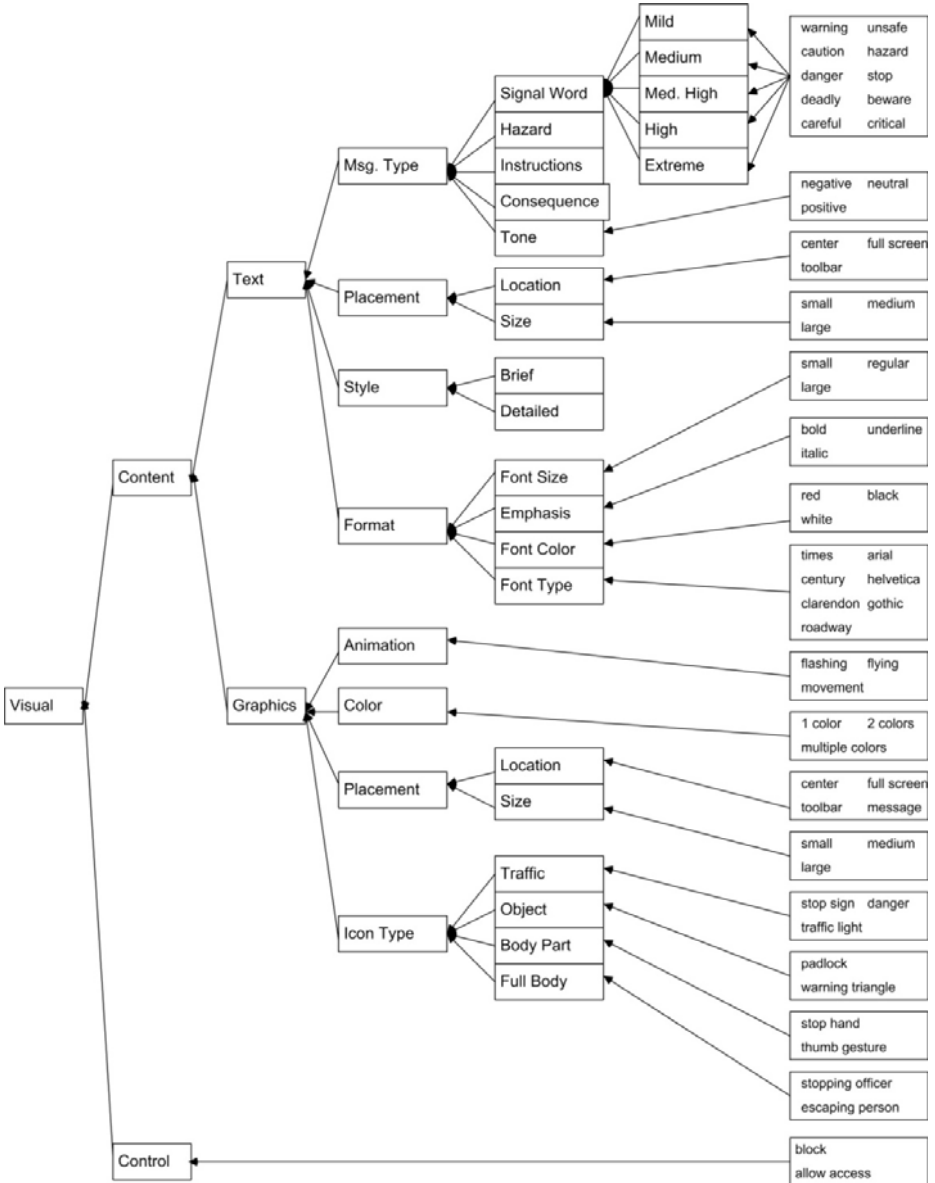 Mild
warning unsafe
caution hazard
Medium
danger stop
Signal Word
Med. High
deadly beware
careful critical
High
Hazard
Extreme
Msg. Type
Instructions
negative neutral
positive
Consequence
Tone
center full screen
toolbar
Text
Placement
Location
Size
small medium
large
Style
Brief
Detailed
small regular
large
bold underline
italic
Content
Font Size
Emphasis
Format
Font Color
Font Type
red black
white
times arial
century helvetica
clarendon gothic
roadway
Animation
flashing flying
movement
Visual
Graphics
Color
1 color 2 colors
multiple colors
Placement
Location
Size
center full screen
toolbar message
small medium
large
Traffic
Object
Icon Type
Body Part
Full Body
stop sign danger
traffic light
padlock
warning triangle
stop hand
thumb gesture
stopping officer
escaping person
Control
block
allow access